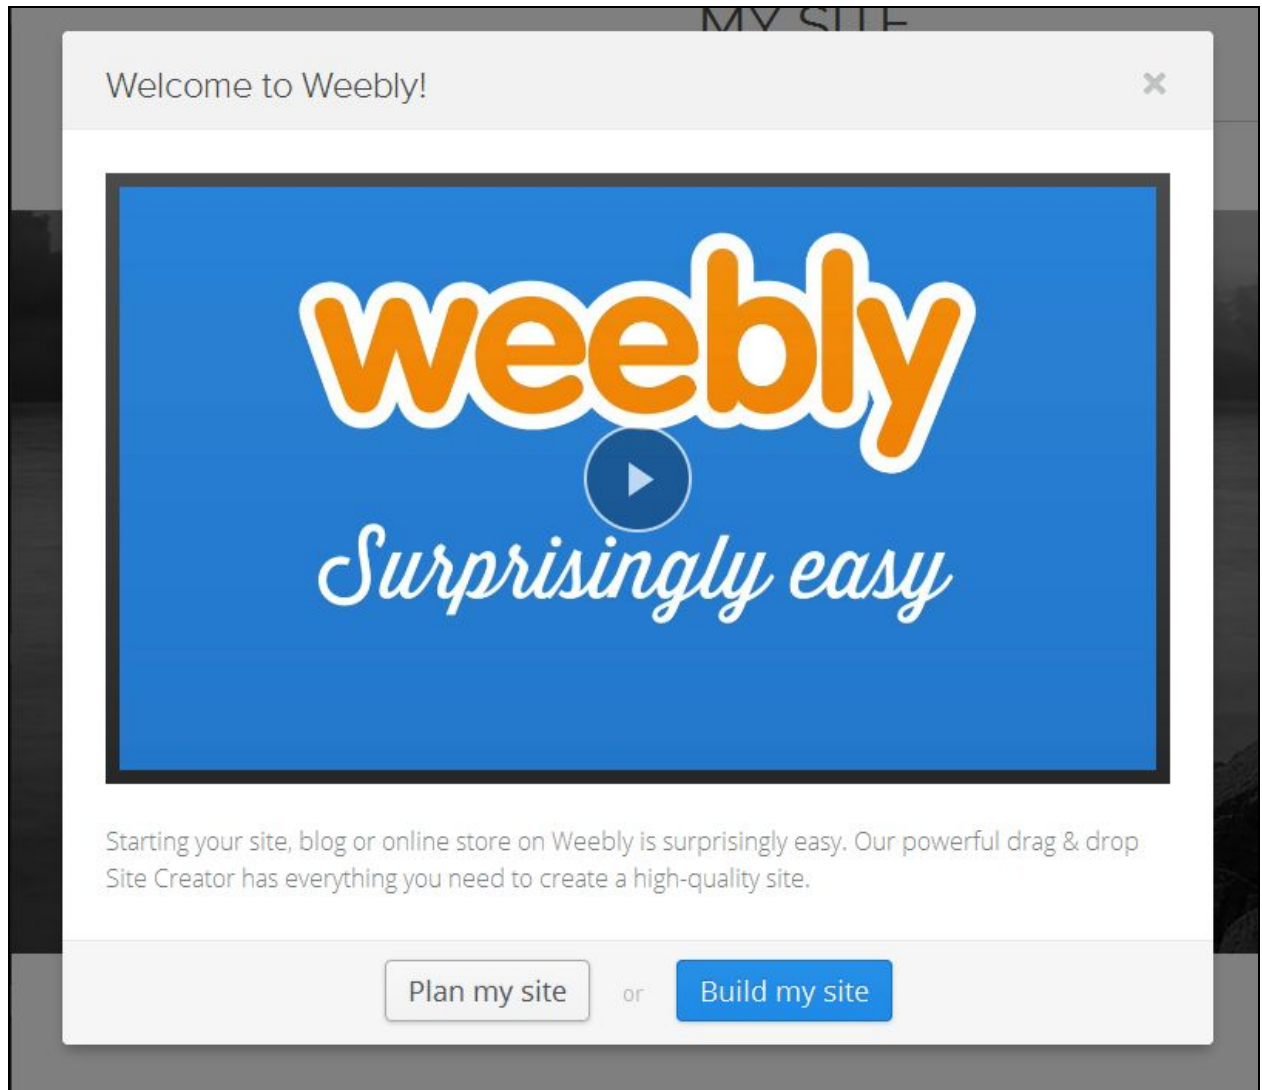 MY SITE
Welcome to Weebly!
weebly
Surprisingly easy
Starting your site, blog or online store on Weebly is surprisingly easy. Our powerful drag & drop
Site Creator has everything you need to create a high-quality site.
Plan my site or Build my site